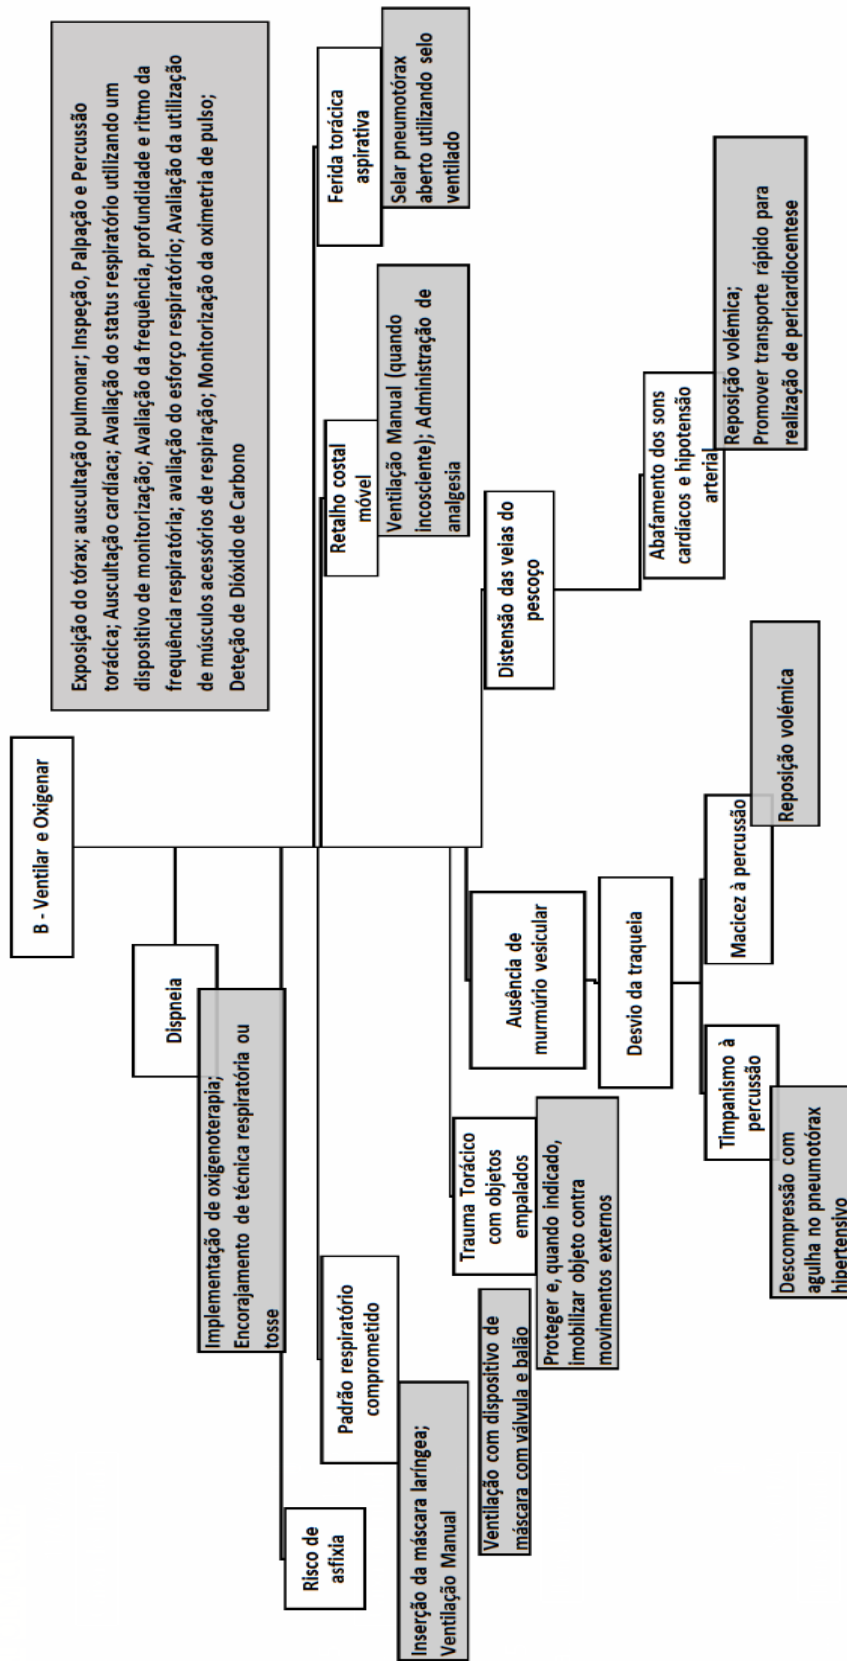 B - Ventilar e Oxigenar
Exposição do tórax; auscultação pulmonar; Inspeção, Palpação e Percussão
torácica; Auscultação cardíaca; Avaliação do status respiratório utilizando um
dispositivo de monitorização; Avaliação da frequência, profundidade e ritmo da
frequência respiratória; avaliação do esforço respiratório; Avaliação da utilização
de músculos acessórios de respiração; Monitorização da oximetria de pulso;
Deteção de Dióxido de Carbono
Dispneia
Implementação de oxigenoterapia;
Encorajamento de técnica respiratória ou
tosse
Risco de
asfixia
Padrão respiratório
comprometido
Inserção da máscara laríngea;
Ventilação Manual
Ventilação com dispositivo de
máscara com válvula e balão
Trauma Torácico
com objetos
empalados
Proteger e, quando indicado,
imobilizar objeto contra
movimentos externos
Ausência de
murmúrio vesicular
Desvio da traqueia
Timpanismo à
percussão
Descompressão com
agulha no pneumotórax
hipertensivo
Macicez à percussão
Reposição volémica
Distensão das veias do
pescoço
Abafamento dos sons
cardíacos e hipotensão
arterial
Reposição volémica;
Promover transporte rápido para
realização de pericardiocentese
Retalho costal
móvel
Ventilação Manual (quando
incosciente); Administração de
analgesia
Ferida torácica
aspirativa
Selar pneumotórax
aberto utilizando selo
ventilado